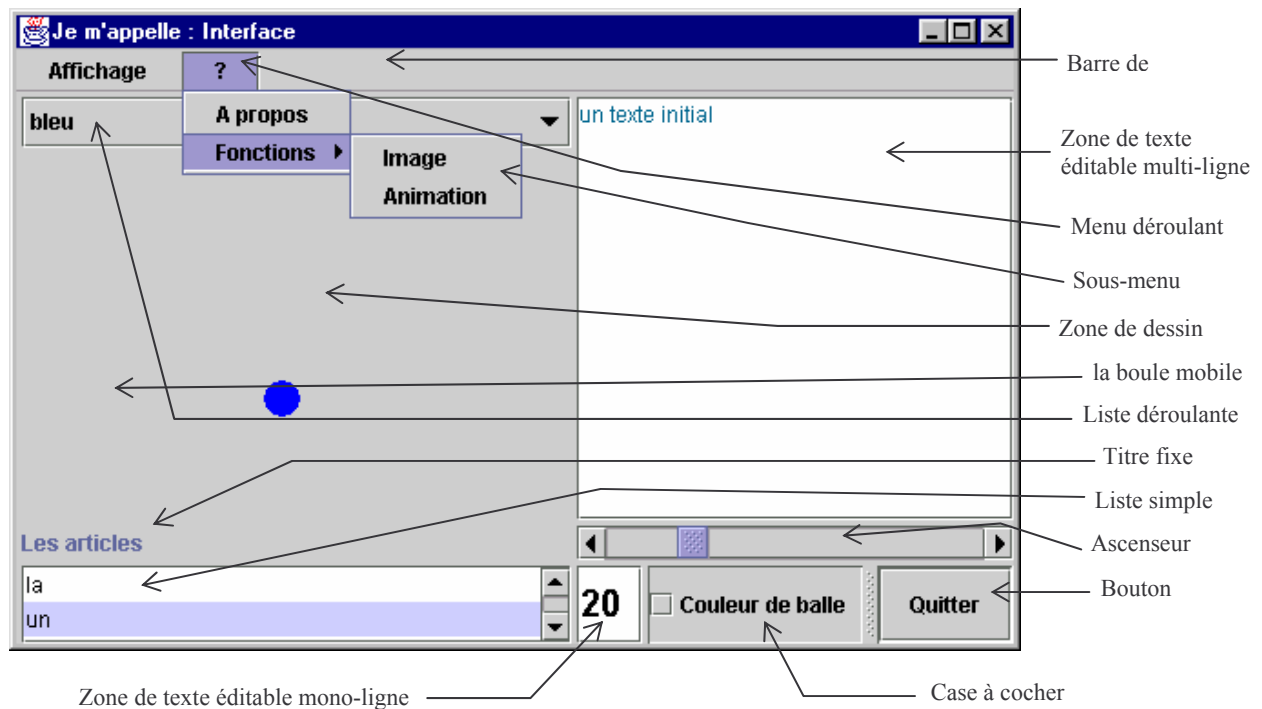 Je m'appelle : Interface
Affichage ?
Barre de
bleu
A propos
Fonctions
Image
Animation
un texte initial
Zone de texte
éditable multi-ligne
Menu déroulant
Sous-menu
Zone de dessin
la boule mobile
Liste déroulante
Titre fixe
Liste simple
Les articles
Ascenseur
la
un
20
Couleur de balle
Quitter
Bouton
Zone de texte éditable mono-ligne
Case à cocher